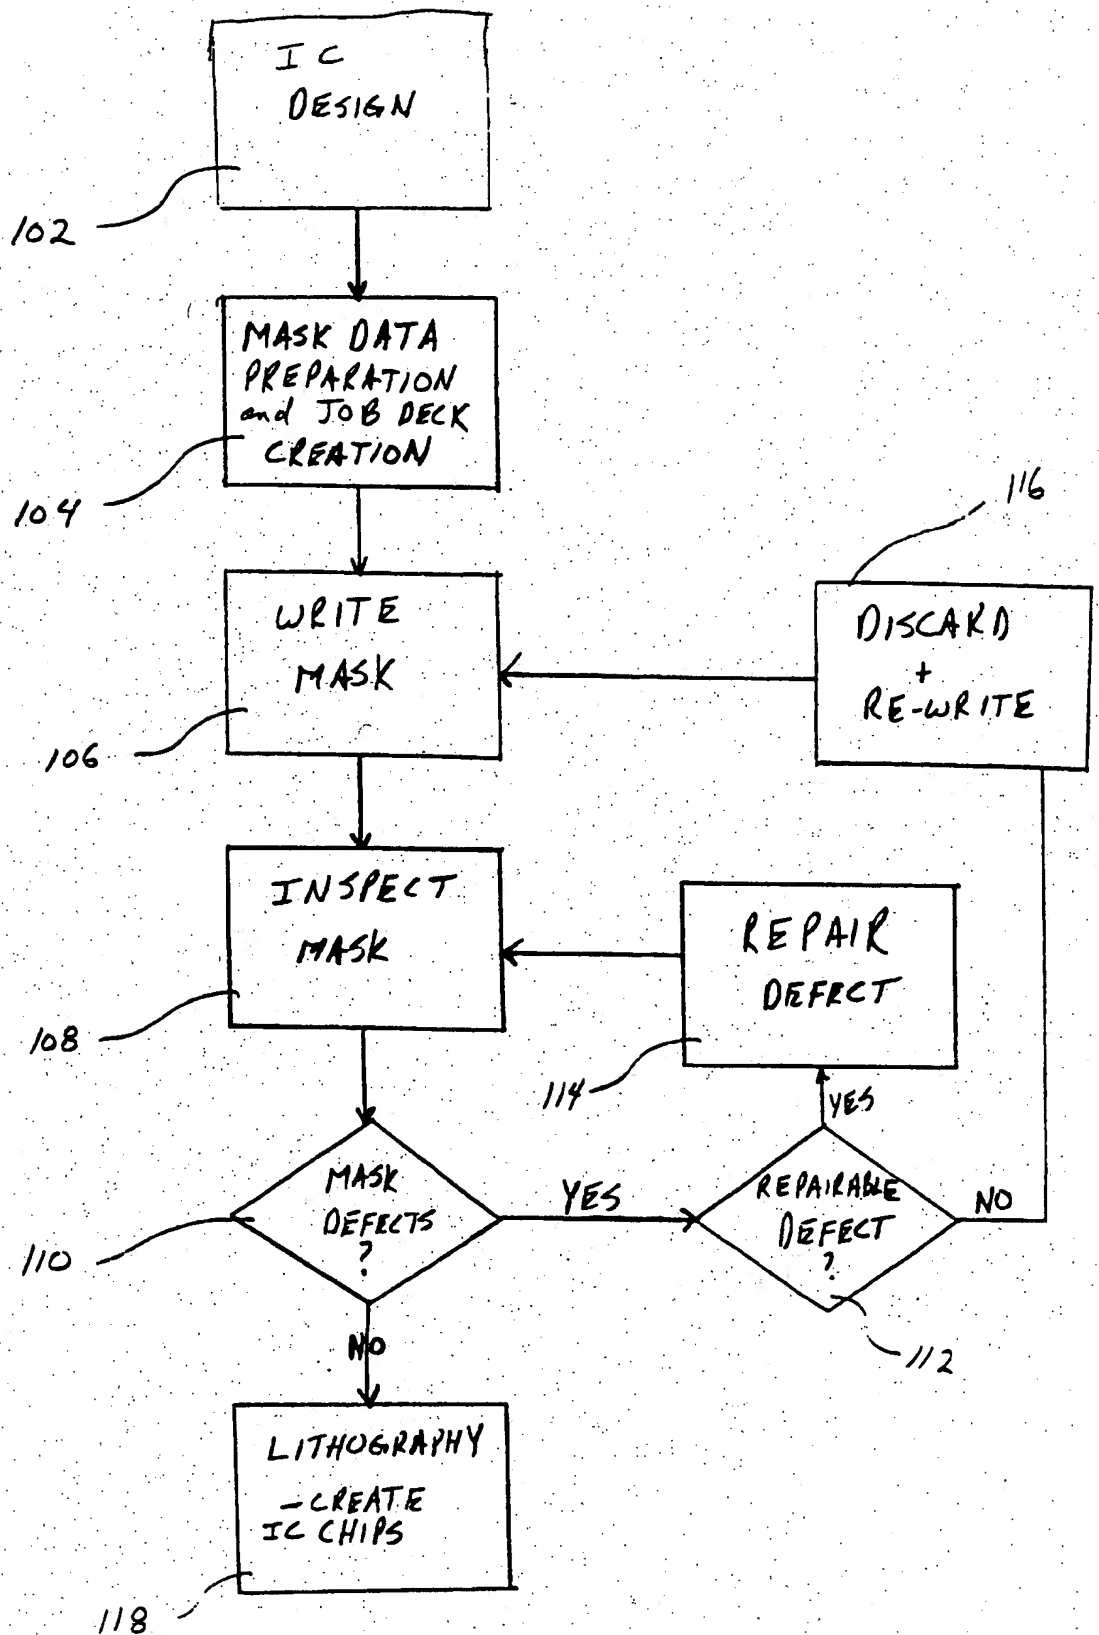 IC
DESIGN
102
MASK DATA
PREPARATION
and JOB DECK
CREATION
104
116
WRITE
MASK
106
DISCARD
+
RE-WRITE
INSPECT
MASK
108
REPAIR
DEFECT
114
YES
MASK
DEFECTS
?
110
YES
REPAIRABLE
DEFECT
?
NO
112
NO
LITHOGRAPHY
- CREATE
IC CHIPS
118